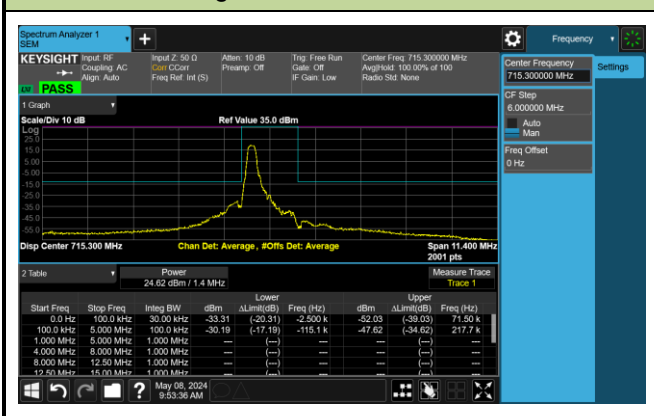 Spectrum Analyzer 1
SEM
Frequency
KEYSIGHT
Input: RF
Coupling: AC
Align: Auto
Input Z: 50 Ω
Corr CCorr
Freq Ref: Int (S)
Atten: 10 dB
Preamp: Off
Trig: Free Run
Gate: Off
IF Gain: Low
Center Freq: 715.300000 MHz
Avg|Hold: 100.00% of 100
Radio Std: None
PASS
Center Frequency
715.300000 MHz
Settings
CF Step
6.000000 MHz
Auto
Man
Freq Offset
0 Hz
1 Graph
Scale/Div 10 dB
Ref Value 35.0 dBm
Log
25.0
15.0
5.00
-5.00
-15.0
-25.0
-35.0
-45.0
-55.0
Disp Center 715.300 MHz
Chan Det: Average, #Offs Det: Average
Span 11.400 MHz
2001 pts
2 Table
Power
24.62 dBm / 1.4 MHz
Measure Trace
Trace 1
Lower
Upper
Start Freq Stop Freq Integ BW dBm ΔLimit(dB) Freq (Hz) dBm ΔLimit(dB) Freq (Hz)
0.0 Hz 100.0 kHz 30.00 kHz -33.31 (-20.31) -2.500 k -52.03 (-39.03) 71.50 k
100.0 kHz 5.000 MHz 100.0 kHz -30.19 (-17.19) -115.1 k -47.62 (-34.62) 217.7 k
1.000 MHz 5.000 MHz 1.000 MHz --- (---) --- --- (---) ---
4.000 MHz 8.000 MHz 1.000 MHz --- (---) --- --- (---) ---
8.000 MHz 12.50 MHz 1.000 MHz --- (---) --- --- (---) ---
12.50 MHz 15.00 MHz 1.000 MHz --- (---) --- --- (---) ---
?
May 08, 2024
9:53:36 AM